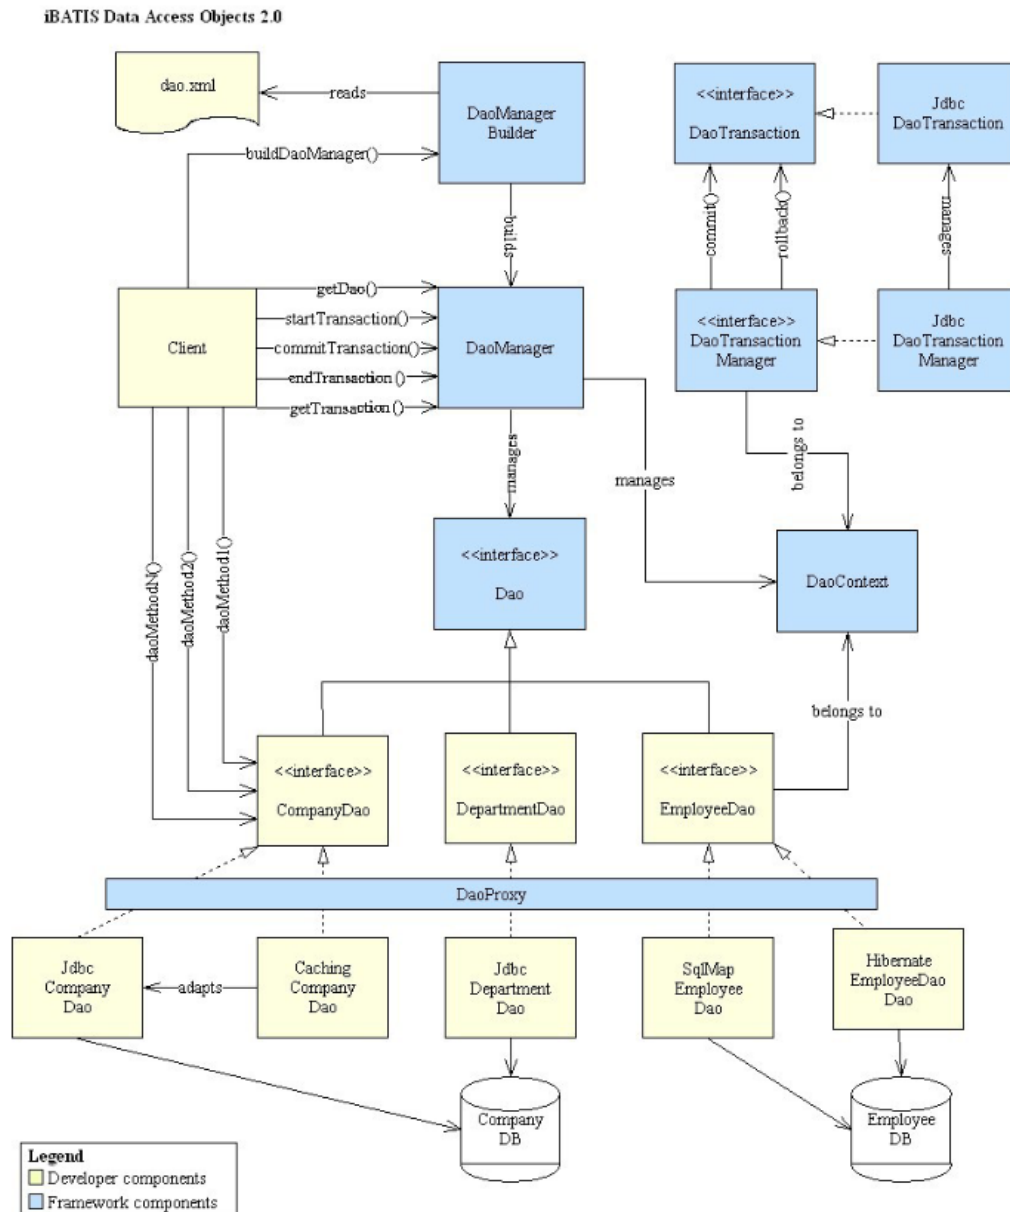 iBATIS Data Access Objects 2.0
dao.xml
reads
DaoManager
Builder
<<interface>>
DaoTransaction
Jdbc
DaoTransaction
buildDaoManager()
builds
commit()
rollback()
manages
Client
getDao()
startTransaction()
commitTransaction()
endTransaction()
getTransaction()
DaoManager
<<interface>>
DaoTransaction
Manager
Jdbc
DaoTransaction
Manager
manages
manages
belongs to
daoMethodN()
daoMethod2()
daoMethod1()
<<interface>>
Dao
DaoContext
belongs to
<<interface>>
CompanyDao
<<interface>>
DepartmentDao
<<interface>>
EmployeeDao
DaoProxy
Jdbc
Company
Dao
adapts
Caching
Company
Dao
Jdbc
Department
Dao
SqlMap
Employee
Dao
Hibernate
EmployeeDao
Dao
Company
DB
Employee
DB
Legend
Developer components
Framework components